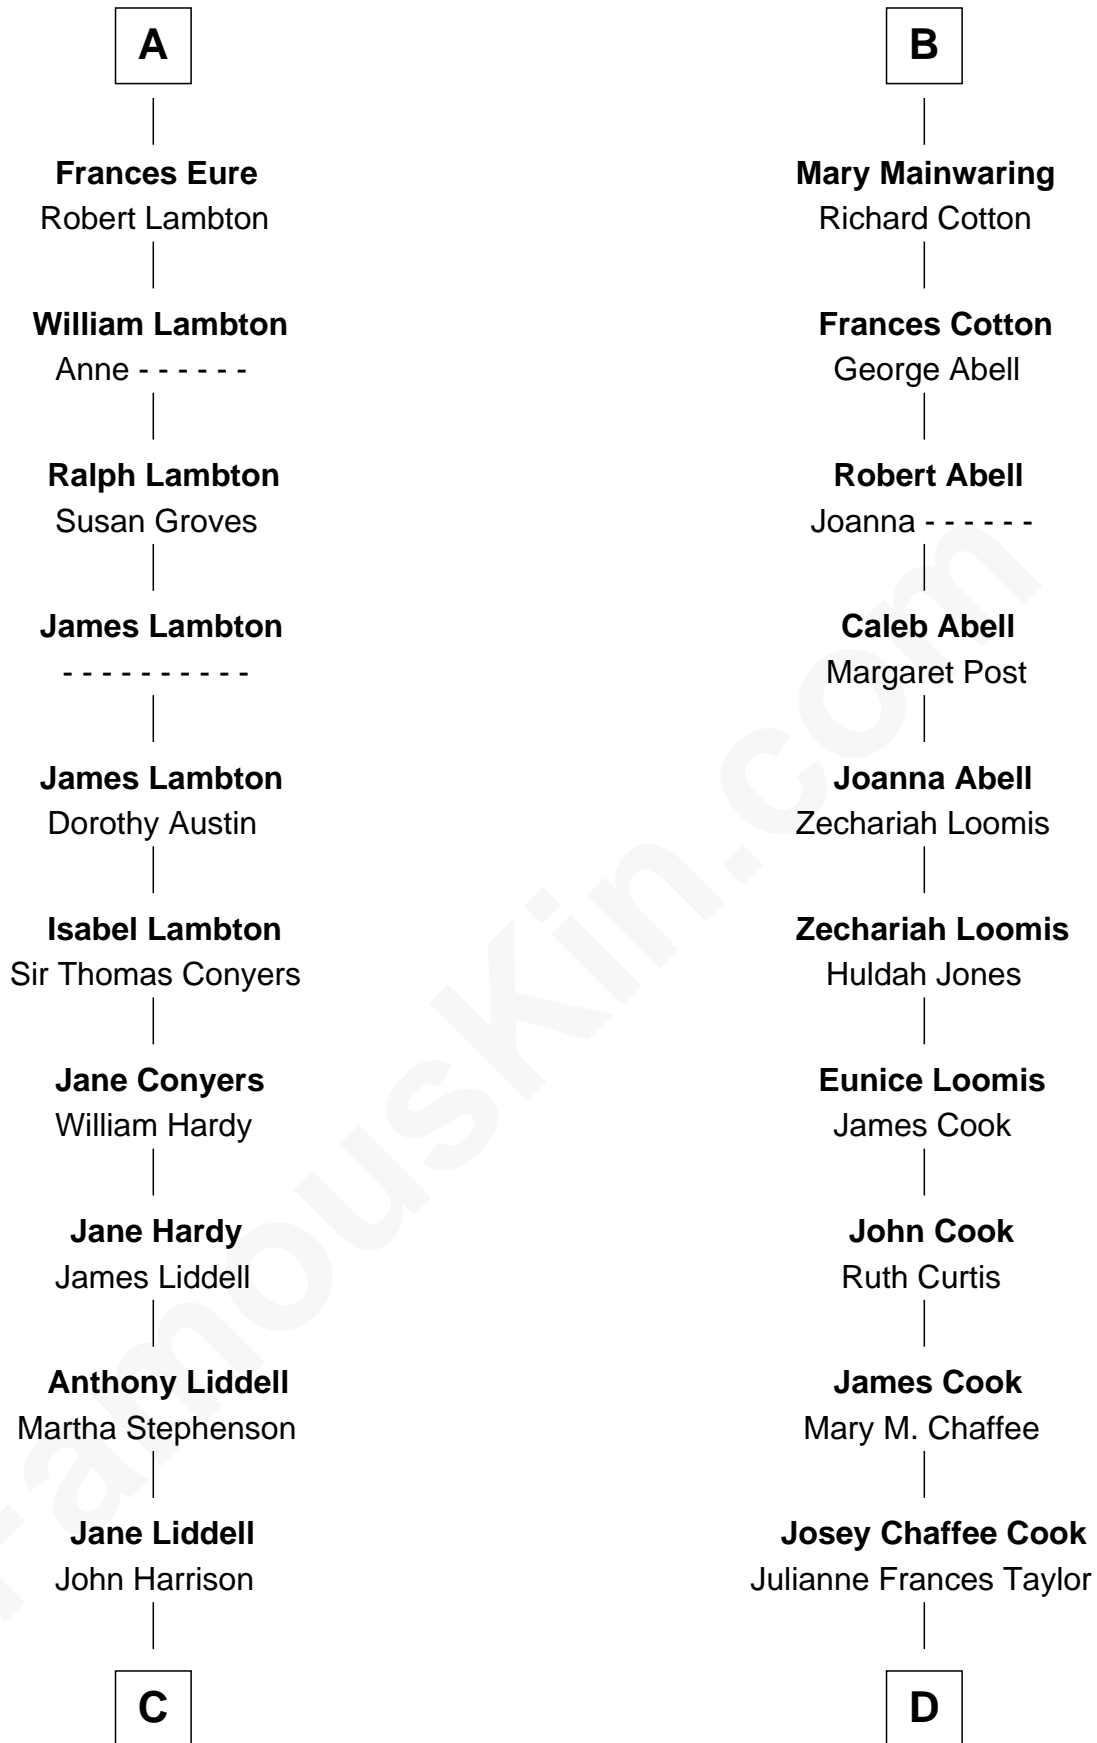 A
Frances Eure
Robert Lambton
William Lambton
Anne - - - - - -
Ralph Lambton
Susan Groves
James Lambton
- - - - - - - - - -
James Lambton
Dorothy Austin
Isabel Lambton
Sir Thomas Conyers
Jane Conyers
William Hardy
Jane Hardy
James Liddell
Anthony Liddell
Martha Stephenson
Jane Liddell
John Harrison
C
B
Mary Mainwaring
Richard Cotton
Frances Cotton
George Abell
Robert Abell
Joanna - - - - - -
Caleb Abell
Margaret Post
Joanna Abell
Zechariah Loomis
Zechariah Loomis
Huldah Jones
Eunice Loomis
James Cook
John Cook
Ruth Curtis
James Cook
Mary M. Chaffee
Josey Chaffee Cook
Julianne Frances Taylor
D
FamousKin.com